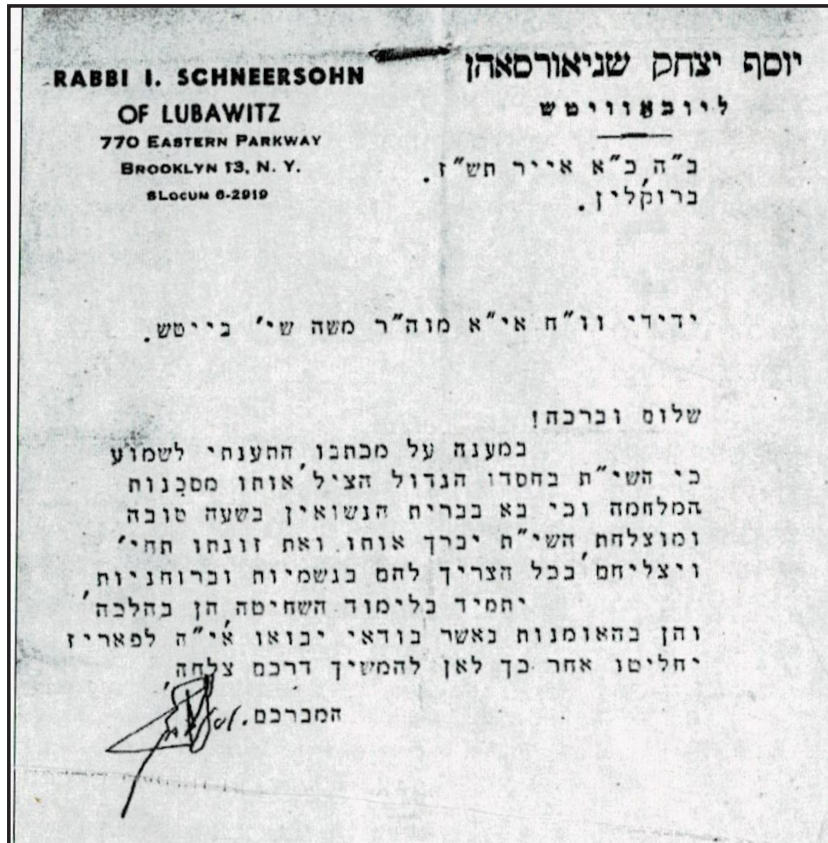 RABBI I. SCHNEERSOHN
OF LUBAWITZ
770 EASTERN PARKWAY
BROOKLYN 13, N. Y.
SLOCUM 6-2919
יוסף יצחק שניאורסאהן
ליובאוויטש
ב"ה כ"א אייר תש"ז.
ברוקלין.
ידידי וו"ח אי"א מוה"ר משה שי' בייטש.
שלום וברכה!
במענה על מכתבו, התענגתי לשמוע
כי השי"ת בחסדו הגדול הציל אותו מסכנות
המלחמה וכי בא בברית הנשואין בשעה טובה
ומוצלחת השי"ת יברך אותו ואת זוגתו תחי'
ויצליחם בכל הצריך להם בגשמיות וברוחניות
יתמיד בלימוד השחיטה הן בהלכה,
והן בהאומנות כאשר בודאי יבואו אי"ה לפאריז
יחליטו אחר כך לאן להמשיך דרכם צלחה,
המברכם.